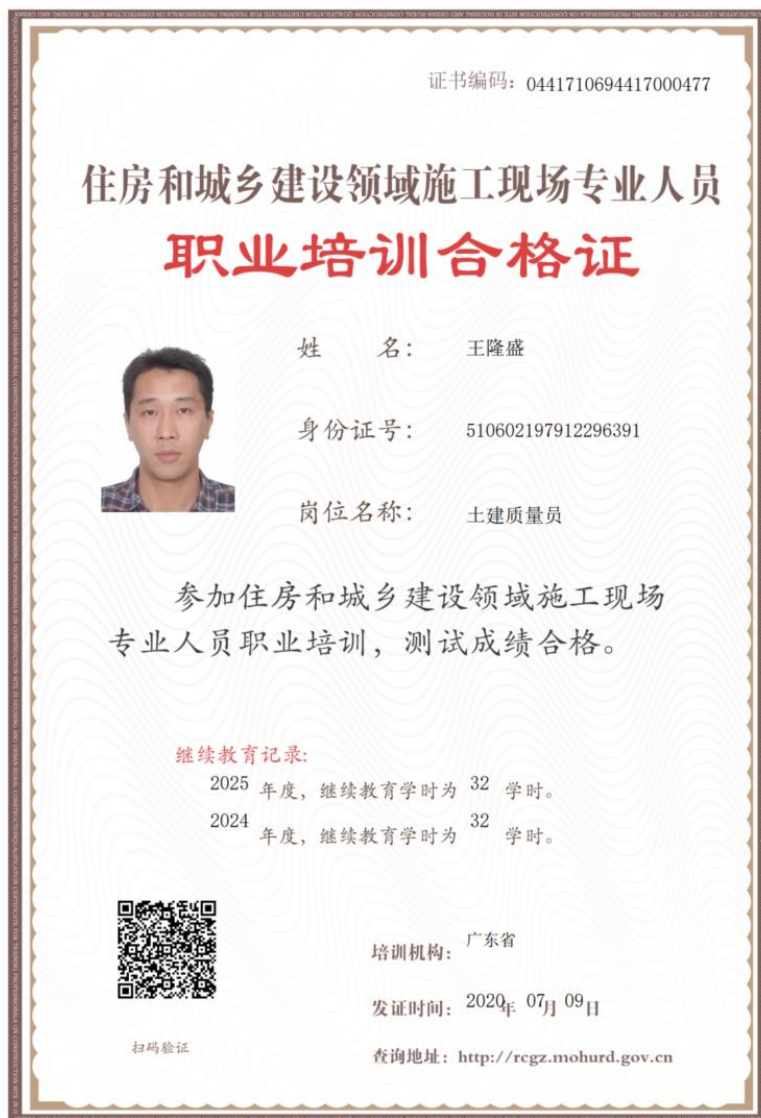 证书编码：0441710694417000477
住房和城乡建设领域施工现场专业人员
职业培训合格证
姓 名： 王隆盛
身份证号： 510602197912296391
岗位名称： 土建质量员
参加住房和城乡建设领域施工现场
专业人员职业培训，测试成绩合格。
继续教育记录:
2025 年度，继续教育学时为 32 学时。
2024 年度，继续教育学时为 32 学时。
培训机构： 广东省
发证时间： 2020年 07月 09日
扫码验证
查询地址：http://rcgz.mohurd.gov.cn